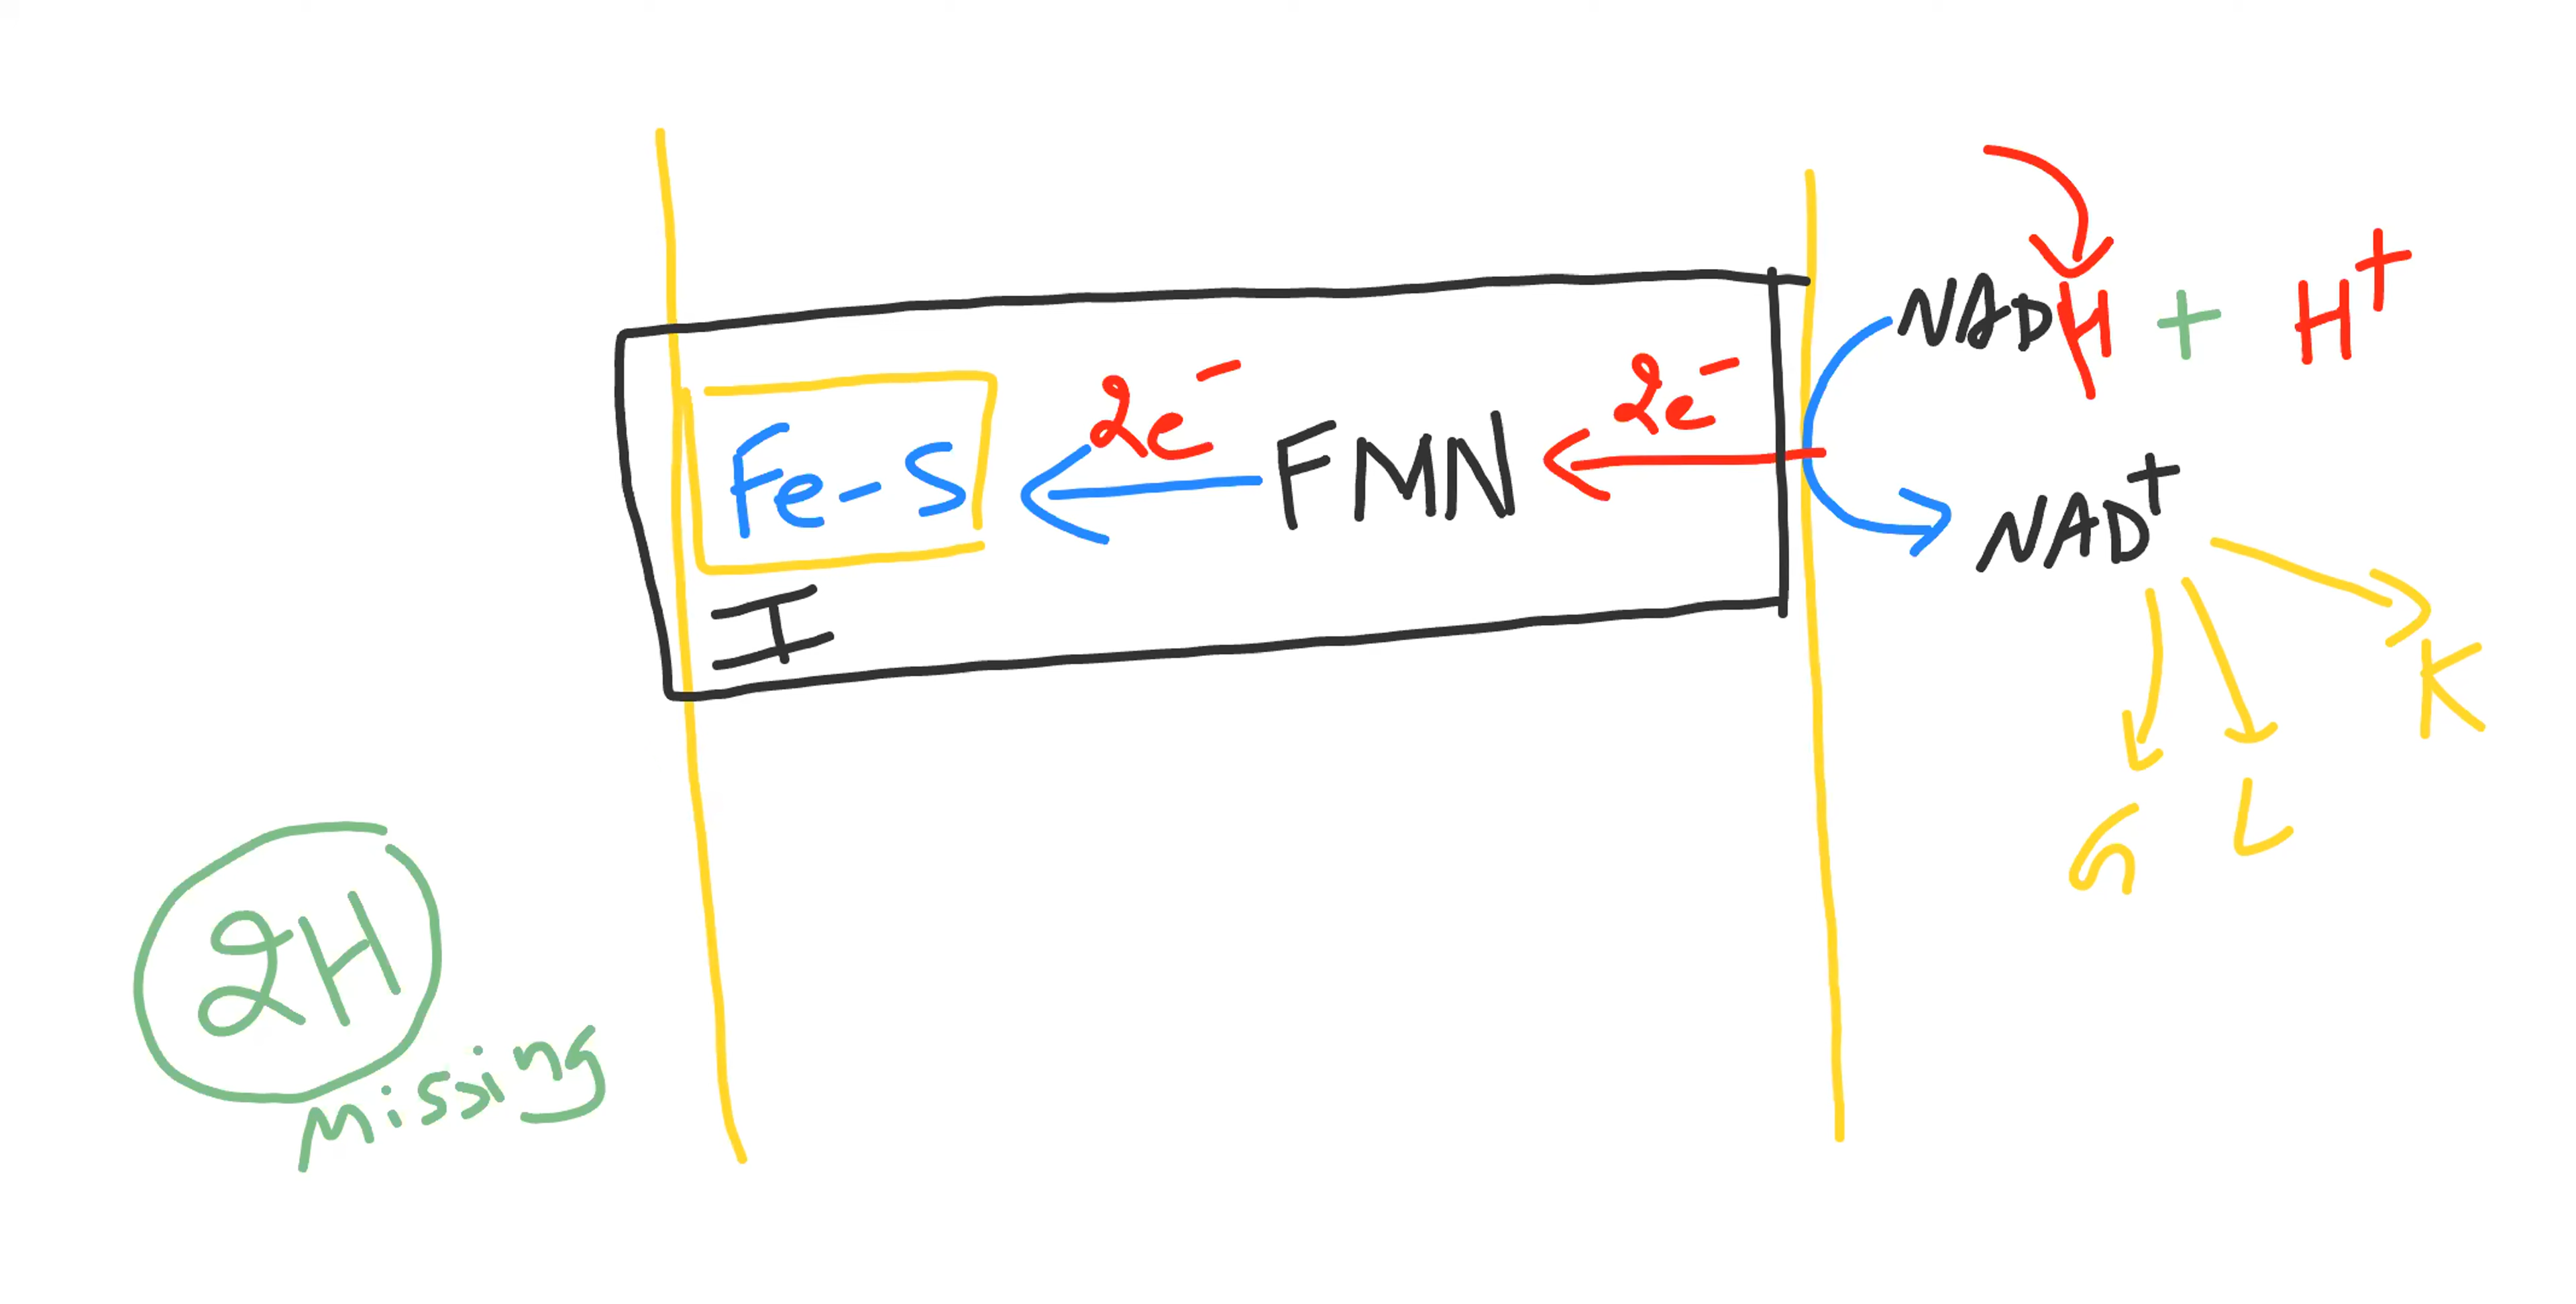 NADH + H⁺
2e⁻ 2e⁻
Fe-S FMN
NAD⁺
I
K
G L
2H
Missing